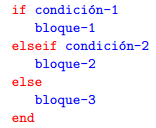 if condición-1
bloque-1
elseif condición-2
bloque-2
else
bloque-3
end